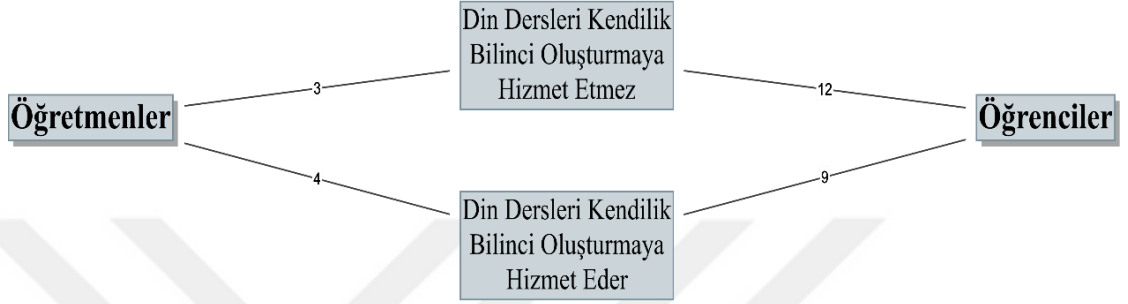 Din Dersleri Kendilik
Bilinci Oluşturmaya
Hizmet Etmez
3
12
Öğretmenler
Öğrenciler
4
9
Din Dersleri Kendilik
Bilinci Oluşturmaya
Hizmet Eder